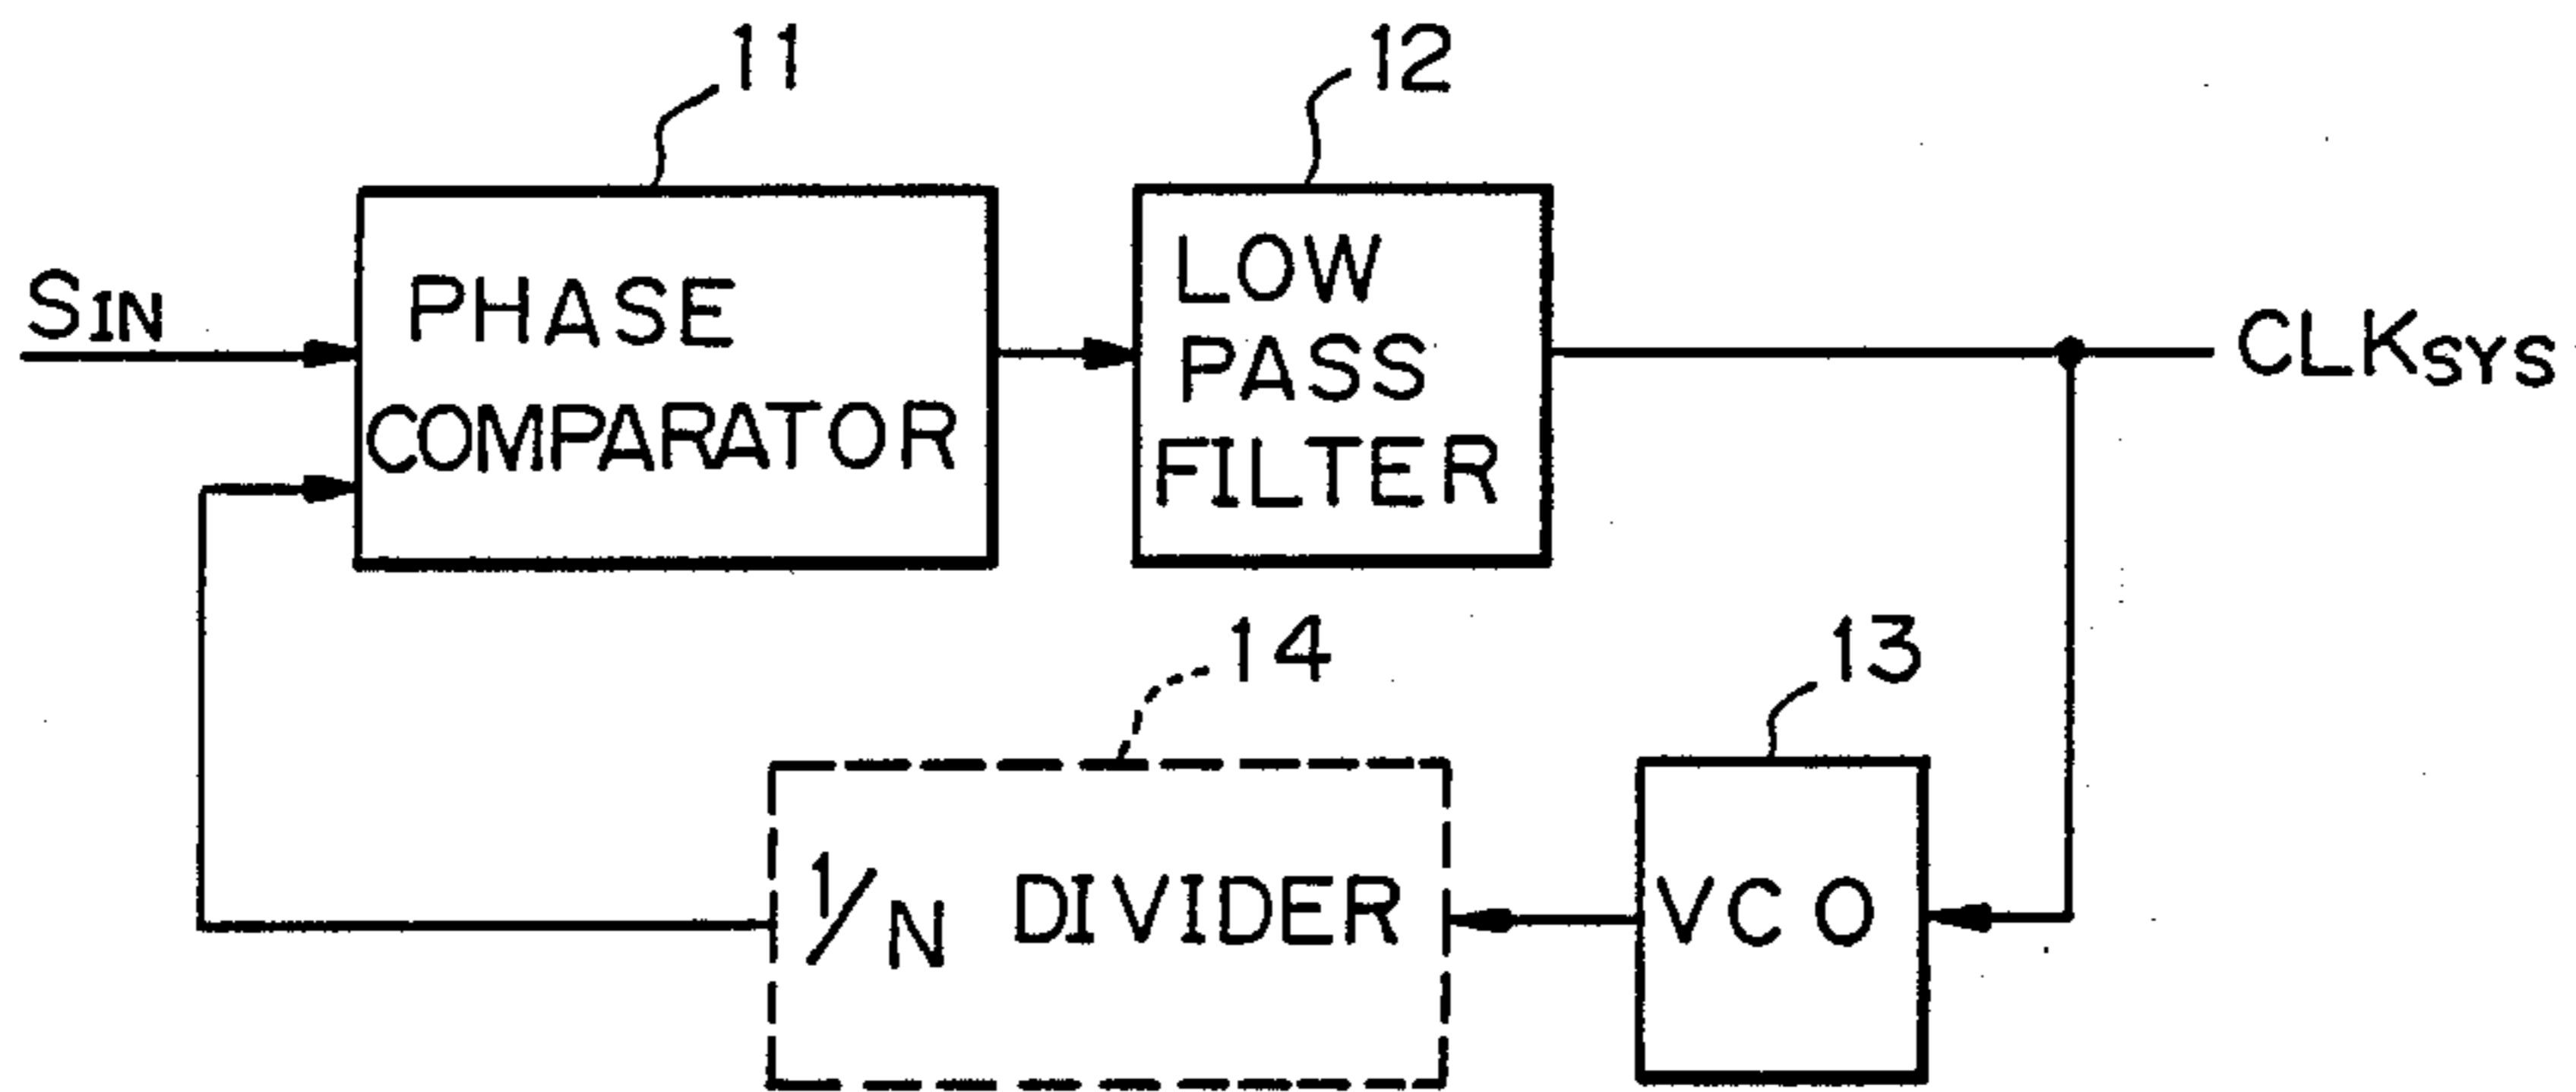 11
12
SIN
PHASE
COMPARATOR
LOW
PASS
FILTER
CLKSYS
14
13
1/N DIVIDER
VCO